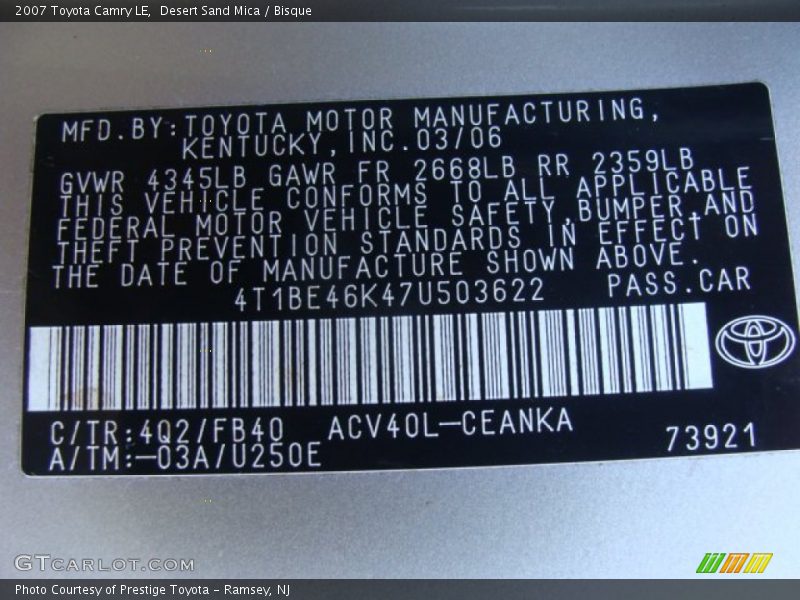 2007 Toyota Camry LE,  Desert Sand Mica / Bisque
MFD.BY:TOYOTA MOTOR MANUFACTURING,
KENTUCKY,INC.03/06
GVWR 4345LB GAWR FR 2668LB RR 2359LB
THIS VEHICLE CONFORMS TO ALL APPLICABLE
FEDERAL MOTOR VEHICLE SAFETY,BUMPER,AND
THEFT PREVENTION STANDARDS IN EFFECT ON
THE DATE OF MANUFACTURE SHOWN ABOVE.
4T1BE46K47U503622 PASS.CAR
C/TR:4Q2/FB40 ACV40L-CEANKA
A/TM:-03A/U250E 73921
GTCARLOT.COM
Photo Courtesy of Prestige Toyota - Ramsey, NJ